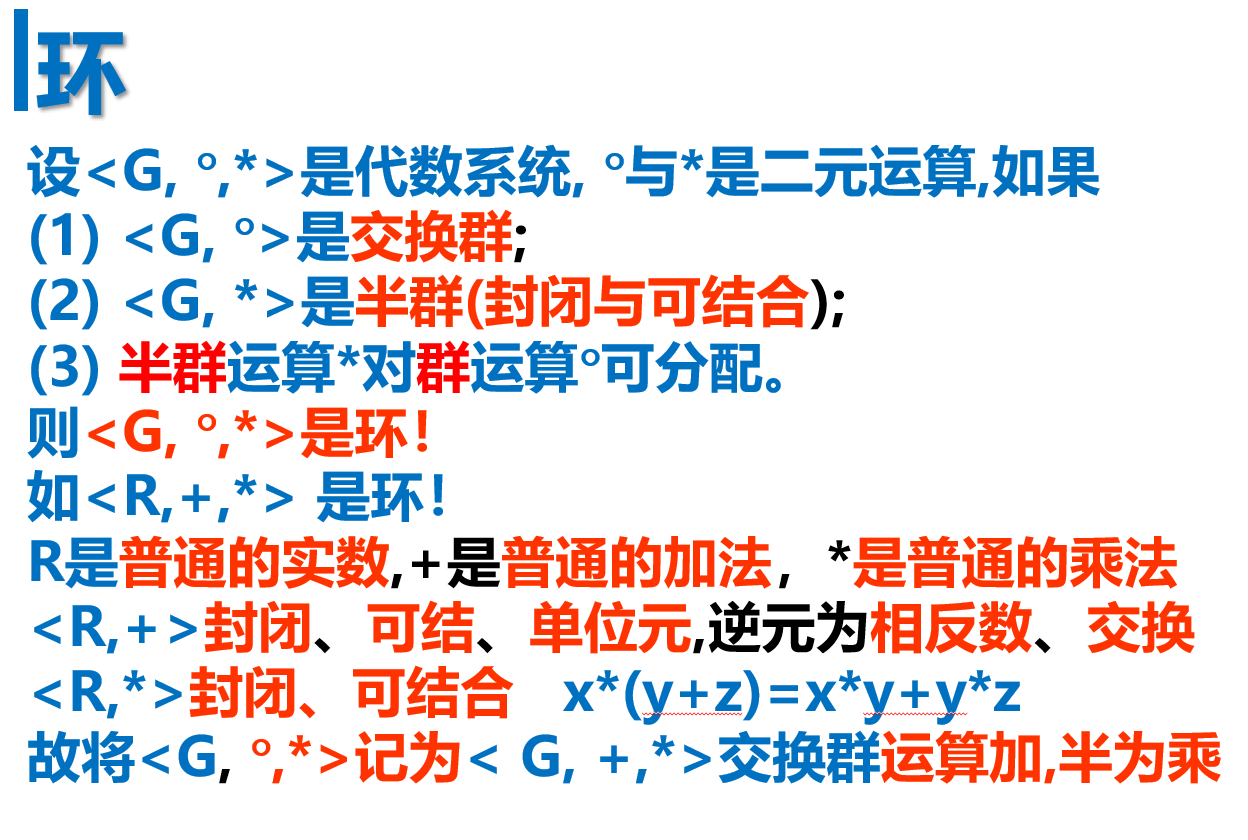 环
设<G, °,*>是代数系统, °与*是二元运算,如果
(1) <G, °>是交换群;
(2) <G, *>是半群(封闭与可结合);
(3) 半群运算*对群运算°可分配。
则<G, °,*>是环！
如<R,+,*> 是环！
R是普通的实数,+是普通的加法，*是普通的乘法
<R,+>封闭、可结、单位元,逆元为相反数、交换
<R,*>封闭、可结合 x*(y+z)=x*y+y*z
故将<G, °,*>记为< G, +,*>交换群运算加,半为乘